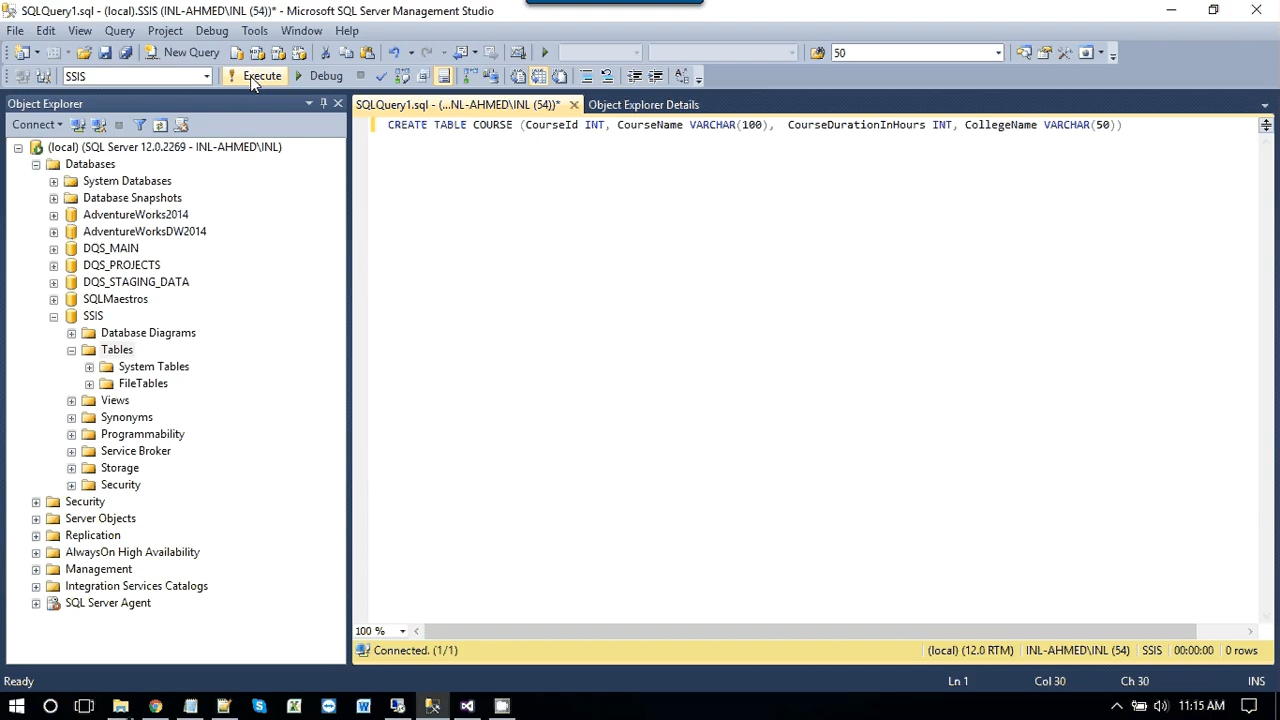 SQLQuery1.sql - (local).SSIS (INL-AHMED\INL (54))* - Microsoft SQL Server Management Studio
File Edit View Query Project Debug Tools Window Help
New Query 50
SSIS Execute Debug
Object Explorer
SQLQuery1.sql - (...NL-AHMED\INL (54))* Object Explorer Details
Connect
CREATE TABLE COURSE (CourseId INT, CourseName VARCHAR(100),  CourseDurationInHours INT, CollegeName VARCHAR(50))
(local) (SQL Server 12.0.2269 - INL-AHMED\INL)
Databases
System Databases
Database Snapshots
AdventureWorks2014
AdventureWorksDW2014
DQS_MAIN
DQS_PROJECTS
DQS_STAGING_DATA
SQLMaestros
SSIS
Database Diagrams
Tables
System Tables
FileTables
Views
Synonyms
Programmability
Service Broker
Storage
Security
Security
Server Objects
Replication
AlwaysOn High Availability
Management
Integration Services Catalogs
SQL Server Agent
100 %
Connected. (1/1) (local) (12.0 RTM) INL-AHMED\INL (54) SSIS 00:00:00 0 rows
Ready Ln 1 Col 30 Ch 30 INS
11:15 AM